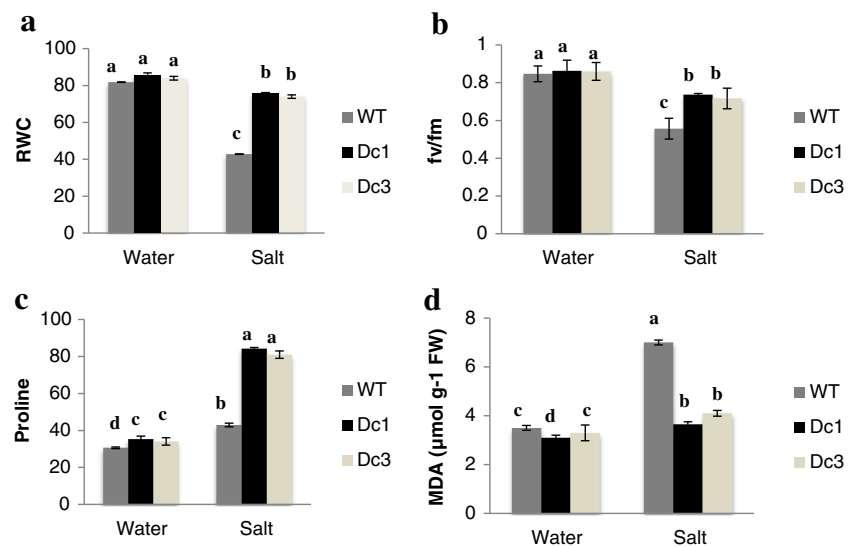 a
100
80
60
40
20
0
RWC
a a a
c b b
Water Salt
WT
Dc1
Dc3
b
1
0.8
0.6
0.4
0.2
0
fv/fm
a a a
c b b
Water Salt
WT
Dc1
Dc3
c
100
80
60
40
20
0
Proline
d c c
b a a
Water Salt
WT
Dc1
Dc3
d
8
6
4
2
0
MDA (µmol g-1 FW)
c d c
a b b
Water Salt
WT
Dc1
Dc3